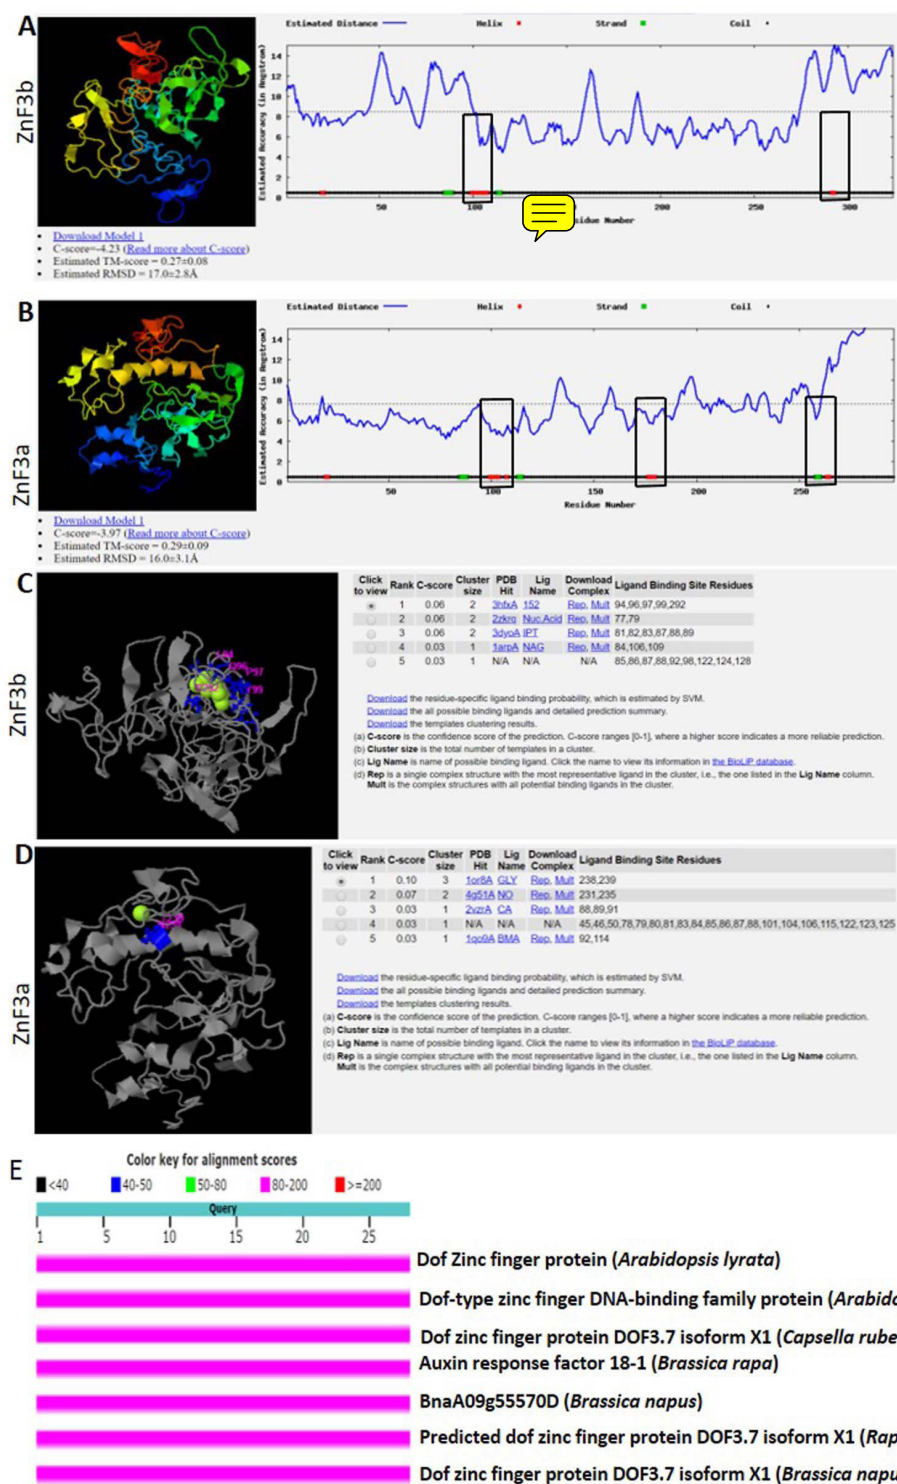 A
ZnF3b
Estimated Distance Helix Strand Coil
Estimated Accuracy (in Angstrom)
14
12
10
8
6
4
2
0
50 100 200 250 300
sidue Number
Download Model 1
C-score=-4.23 (Read more about C-score)
Estimated TM-score = 0.27±0.08
Estimated RMSD = 17.0±2.8Å
B
ZnF3a
Estimated Distance Helix Strand Coil
Estimated Accuracy (in Angstrom)
14
12
10
8
6
4
2
0
50 100 150 200 250
Residue Number
Download Model 1
C-score=-3.97 (Read more about C-score)
Estimated TM-score = 0.29±0.09
Estimated RMSD = 16.0±3.1Å
C
ZnF3b
Click to view Rank C-score Cluster size PDB Hit Lig Name Download Complex Ligand Binding Site Residues
1 0.06 2 3hfxA 152 Rep, Mult 94,96,97,99,292
2 0.06 2 2zkrq Nuc.Acid Rep, Mult 77,79
3 0.06 2 3dyoA IPT Rep, Mult 81,82,83,87,88,89
4 0.03 1 1arpA NAG Rep, Mult 84,106,109
5 0.03 1 N/A N/A N/A 85,86,87,88,92,98,122,124,128
Download the residue-specific ligand binding probability, which is estimated by SVM.
Download the all possible binding ligands and detailed prediction summary.
Download the templates clustering results.
(a) C-score is the confidence score of the prediction. C-score ranges [0-1], where a higher score indicates a more reliable prediction.
(b) Cluster size is the total number of templates in a cluster.
(c) Lig Name is name of possible binding ligand. Click the name to view its information in the BioLiP database.
(d) Rep is a single complex structure with the most representative ligand in the cluster, i.e., the one listed in the Lig Name column.
Mult is the complex structures with all potential binding ligands in the cluster.
D
ZnF3a
Click to view Rank C-score Cluster size PDB Hit Lig Name Download Complex Ligand Binding Site Residues
1 0.10 3 1or8A GLY Rep, Mult 238,239
2 0.07 2 4g51A NO Rep, Mult 231,235
3 0.03 1 2vzrA CA Rep, Mult 88,89,91
4 0.03 1 N/A N/A N/A 45,46,50,78,79,80,81,83,84,85,86,87,88,101,104,106,115,122,123,125
5 0.03 1 1qo9A BMA Rep, Mult 92,114
Download the residue-specific ligand binding probability, which is estimated by SVM.
Download the all possible binding ligands and detailed prediction summary.
Download the templates clustering results.
(a) C-score is the confidence score of the prediction. C-score ranges [0-1], where a higher score indicates a more reliable prediction.
(b) Cluster size is the total number of templates in a cluster.
(c) Lig Name is name of possible binding ligand. Click the name to view its information in the BioLiP database.
(d) Rep is a single complex structure with the most representative ligand in the cluster, i.e., the one listed in the Lig Name column.
Mult is the complex structures with all potential binding ligands in the cluster.
E
Color key for alignment scores
<40 40-50 50-80 80-200 >=200
Query
1 5 10 15 20 25
Dof Zinc finger protein (Arabidopsis lyrata)
Dof-type zinc finger DNA-binding family protein (Arabido
Dof zinc finger protein DOF3.7 isoform X1 (Capsella rube
Auxin response factor 18-1 (Brassica rapa)
BnaA09g55570D (Brassica napus)
Predicted dof zinc finger protein DOF3.7 isoform X1 (Rap
Dof zinc finger protein DOF3.7 isoform X1 (Brassica napu